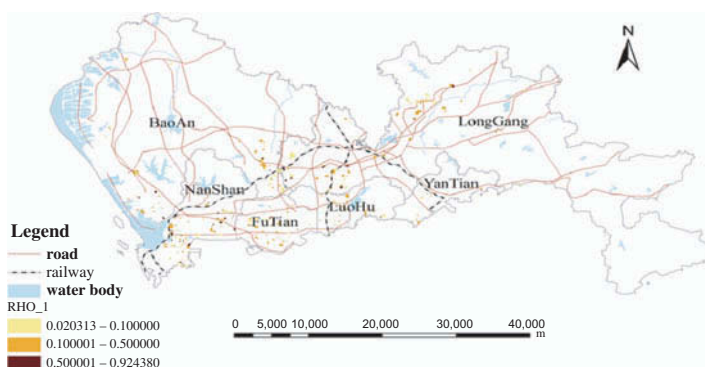 N
BaoAn
LongGang
NanShan
YanTian
LuoHu
FuTian
Legend
road
railway
water body
RHO_1
0.020313 – 0.100000
0.100001 – 0.500000
0.500001 – 0.924380
0 5,000 10,000 20,000 30,000 40,000
m